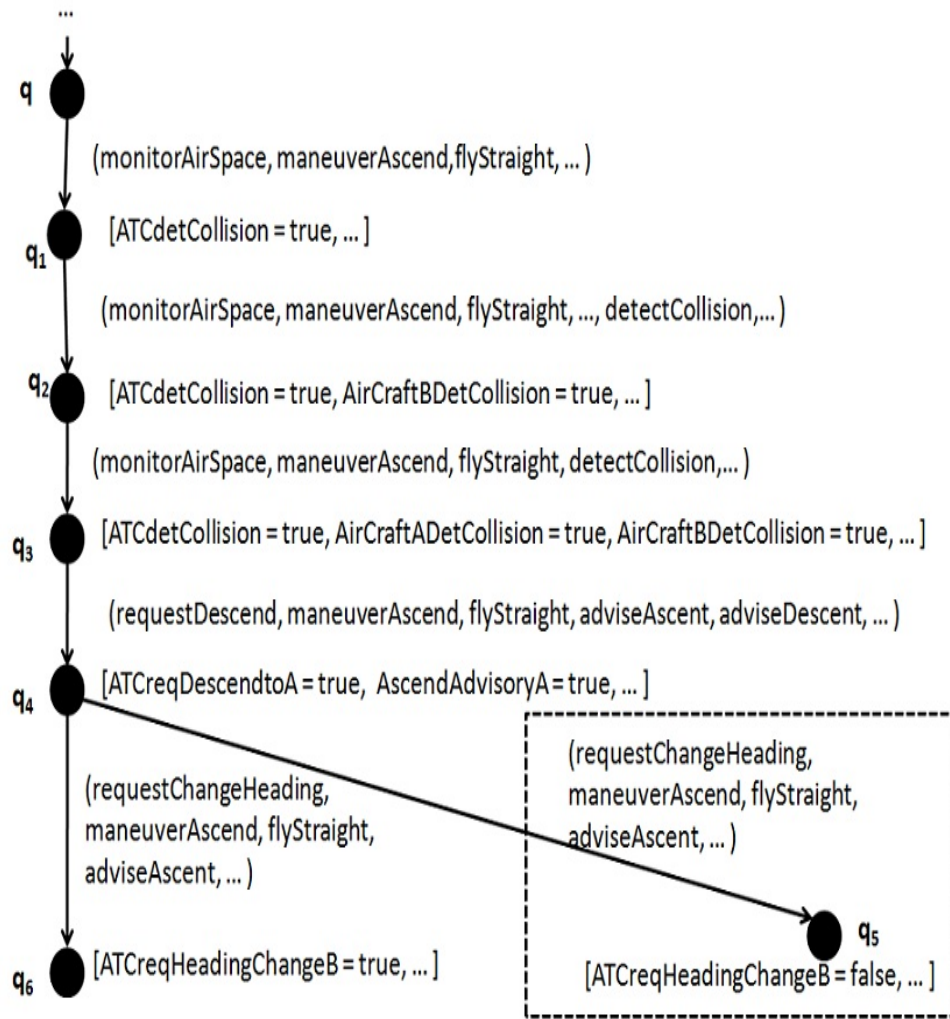 ...
q
(monitorAirSpace, maneuverAscend,flyStraight, ... )
q1
[ATCdetCollision = true, ... ]
(monitorAirSpace, maneuverAscend, flyStraight, ..., detectCollision,... )
q2
[ATCdetCollision = true, AirCraftBDetCollision = true, ... ]
(monitorAirSpace, maneuverAscend, flyStraight, detectCollision,... )
q3
[ATCdetCollision = true, AirCraftADetCollision = true, AirCraftBDetCollision = true, ... ]
(requestDescend, maneuverAscend, flyStraight, adviseAscent, adviseDescent, ... )
q4
[ATCreqDescendtoA = true, AscendAdvisoryA = true, ... ]
(requestChangeHeading,
maneuverAscend, flyStraight,
adviseAscent, ... )
(requestChangeHeading,
maneuverAscend, flyStraight,
adviseAscent, ... )
q5
[ATCreqHeadingChangeB = false, ... ]
q6
[ATCreqHeadingChangeB = true, ... ]